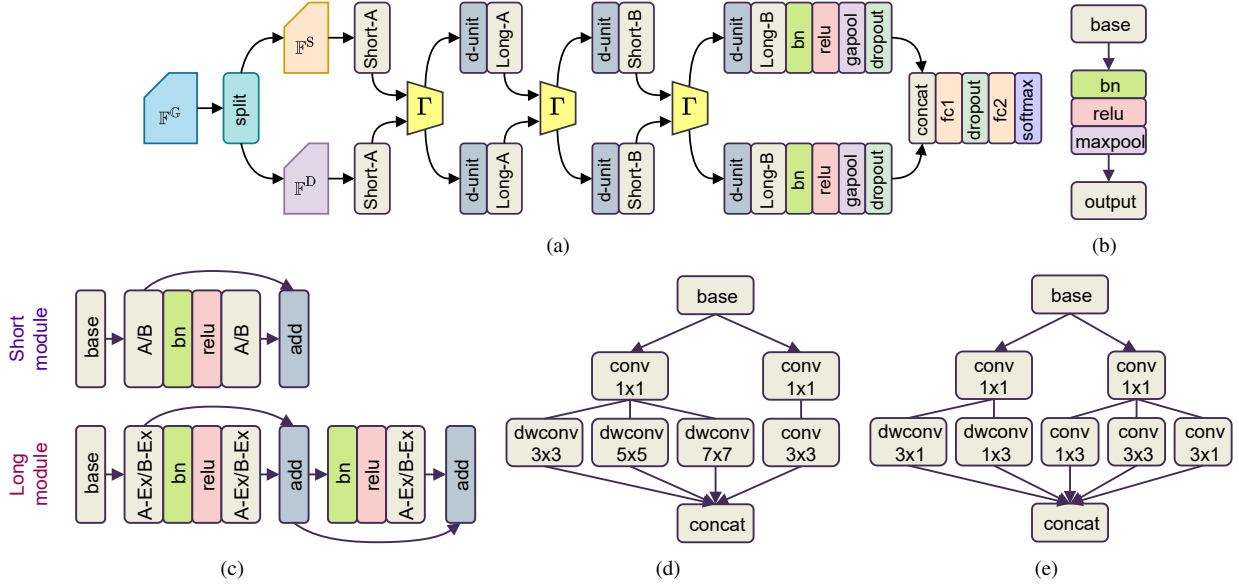 𝔽^𝔾
split
𝔽^S
Short-A
𝔽^D
Short-A
Γ
d-unit
Long-A
d-unit
Long-A
Γ
d-unit
Short-B
d-unit
Short-B
Γ
d-unit
Long-B
bn
relu
gapool
dropout
d-unit
Long-B
bn
relu
gapool
dropout
concat
fc1
dropout
fc2
softmax
(a)
base
bn
relu
maxpool
output
(b)
Short
module
base
A/B
bn
relu
A/B
add
Long
module
base
A-Ex/B-Ex
bn
relu
A-Ex/B-Ex
add
bn
relu
A-Ex/B-Ex
add
(c)
base
conv
1x1
conv
1x1
dwconv
3x3
dwconv
5x5
dwconv
7x7
conv
3x3
concat
(d)
base
conv
1x1
conv
1x1
dwconv
3x1
dwconv
1x3
conv
1x3
conv
3x3
conv
3x1
concat
(e)